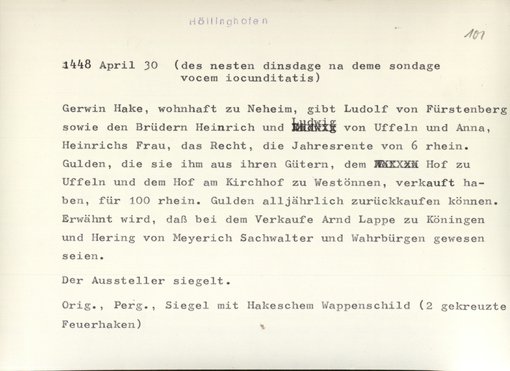 Höllinghofen
101
1448 April 30 (des nesten dinsdage na deme sondage
vocem iocunditatis)
Gerwin Hake, wohnhaft zu Neheim, gibt Ludolf von Fürstenberg
sowie den Brüdern Heinrich und Ludwig von Uffeln und Anna,
Heinrichs Frau, das Recht, die Jahresrente von 6 rhein.
Gulden, die sie ihm aus ihren Gütern, dem Hof zu
Uffeln und dem Hof am Kirchhof zu Westönnen, verkauft ha-
ben, für 100 rhein. Gulden alljährlich zurückkaufen können.
Erwähnt wird, daß bei dem Verkaufe Arnd Lappe zu Köningen
und Hering von Meyerich Sachwalter und Wahrbürgen gewesen
seien.
Der Aussteller siegelt.
Orig., Perg., Siegel mit Hakeschem Wappenschild (2 gekreuzte
Feuerhaken)